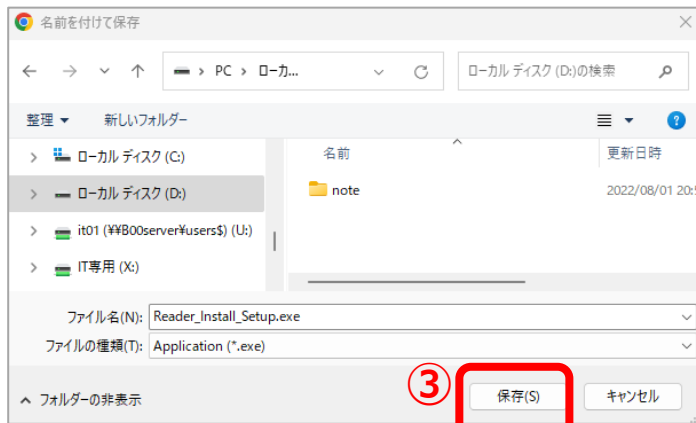 名前を付けて保存
PC > ローカ...
ローカル ディスク (D:)の検索
整理 新しいフォルダー
?
名前 更新日時
ローカル ディスク (C:)
ローカル ディスク (D:)
note 2022/08/01 20:5
it01 (¥¥B00server¥users$) (U:)
IT専用 (X:)
ファイル名(N): Reader_Install_Setup.exe
ファイルの種類(T): Application (*.exe)
③
フォルダーの非表示 保存(S) キャンセル